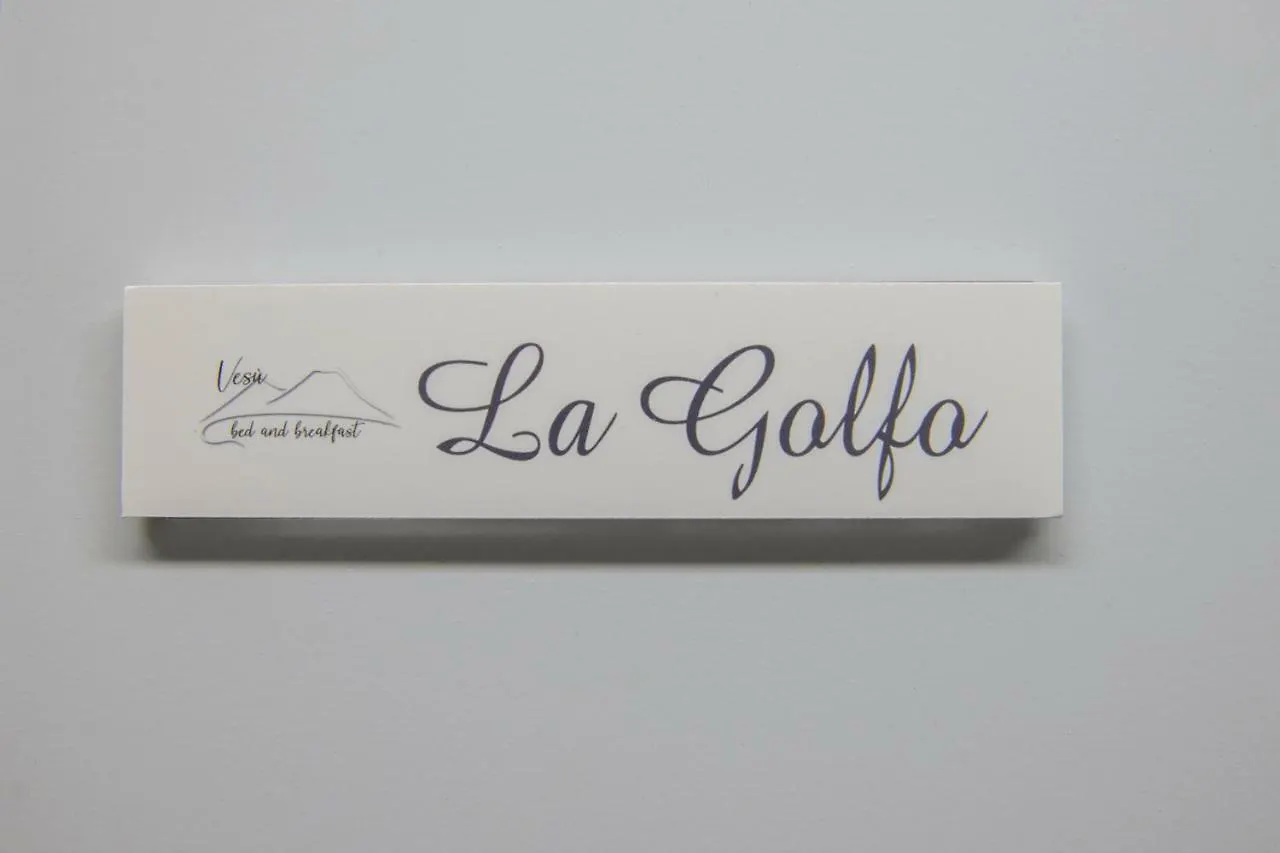 Vesù
bed and breakfast
La Golfo